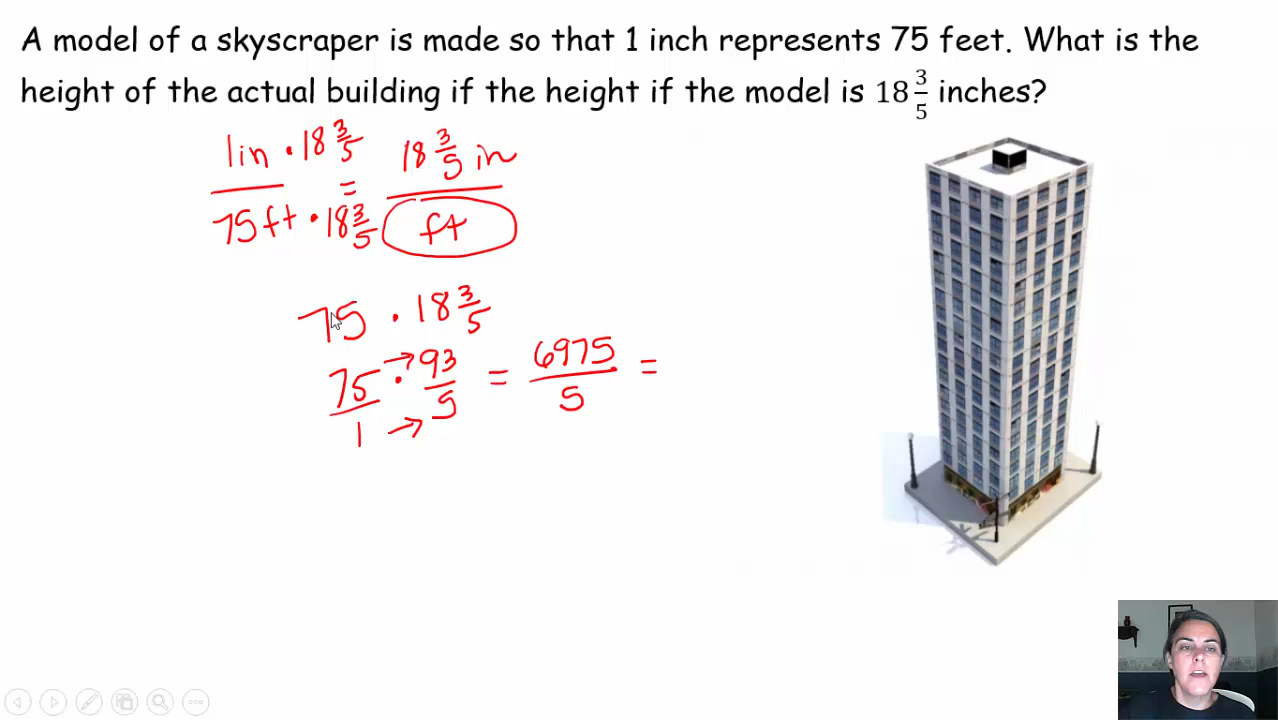 A model of a skyscraper is made so that 1 inch represents 75 feet. What is the
height of the actual building if the height if the model is 18 3/5 inches?
1in · 18 3/5 = 18 3/5 in
75ft · 18 3/5 ft
75 · 18 3/5
75/1 · 93/5 = 6975/5 =